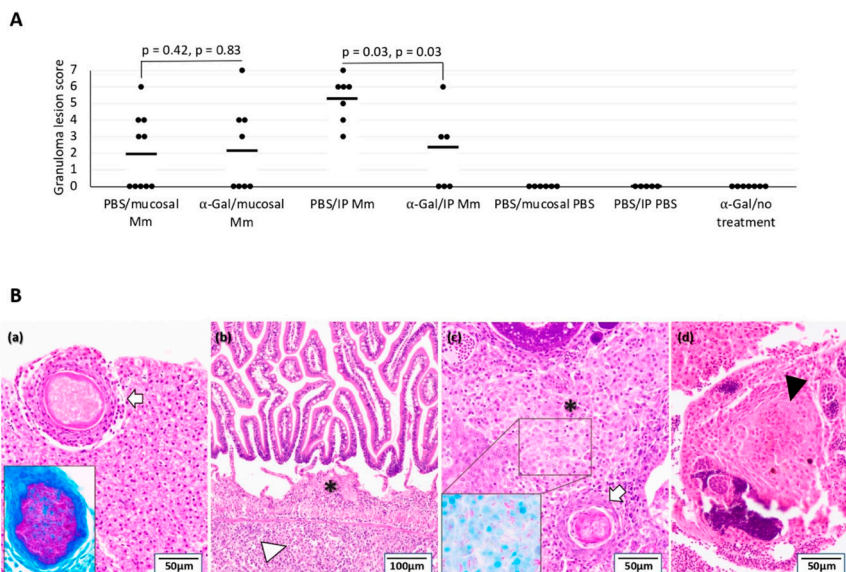 A
p = 0.42, p = 0.83
p = 0.03, p = 0.03
Granuloma lesion score
7
6
5
4
3
2
1
0
PBS/mucosal Mm
α-Gal/mucosal Mm
PBS/IP Mm
α-Gal/IP Mm
PBS/mucosal PBS
PBS/IP PBS
α-Gal/no treatment
B
(a)
(b)
(c)
(d)
*
*
50µm
100µm
50µm
50µm